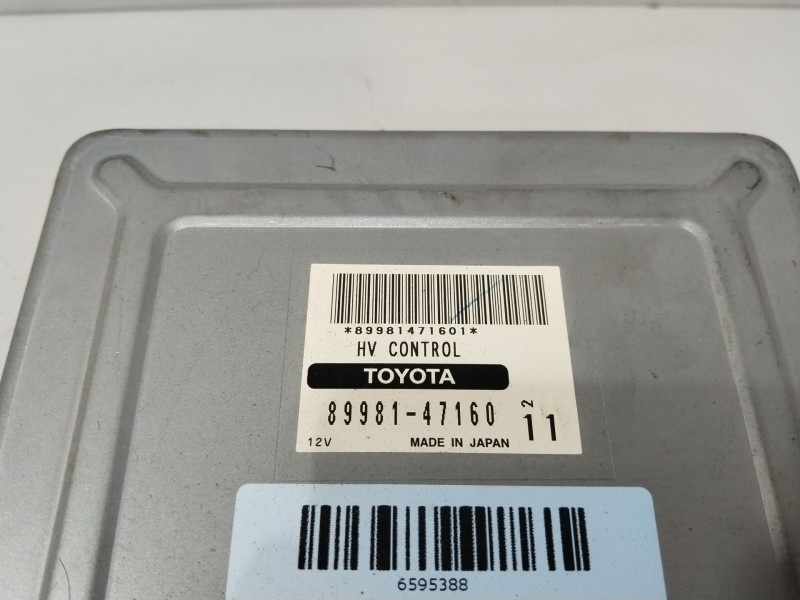 *89981471601*
HV CONTROL
TOYOTA
89981-47160 2 11
12V MADE IN JAPAN
6595388